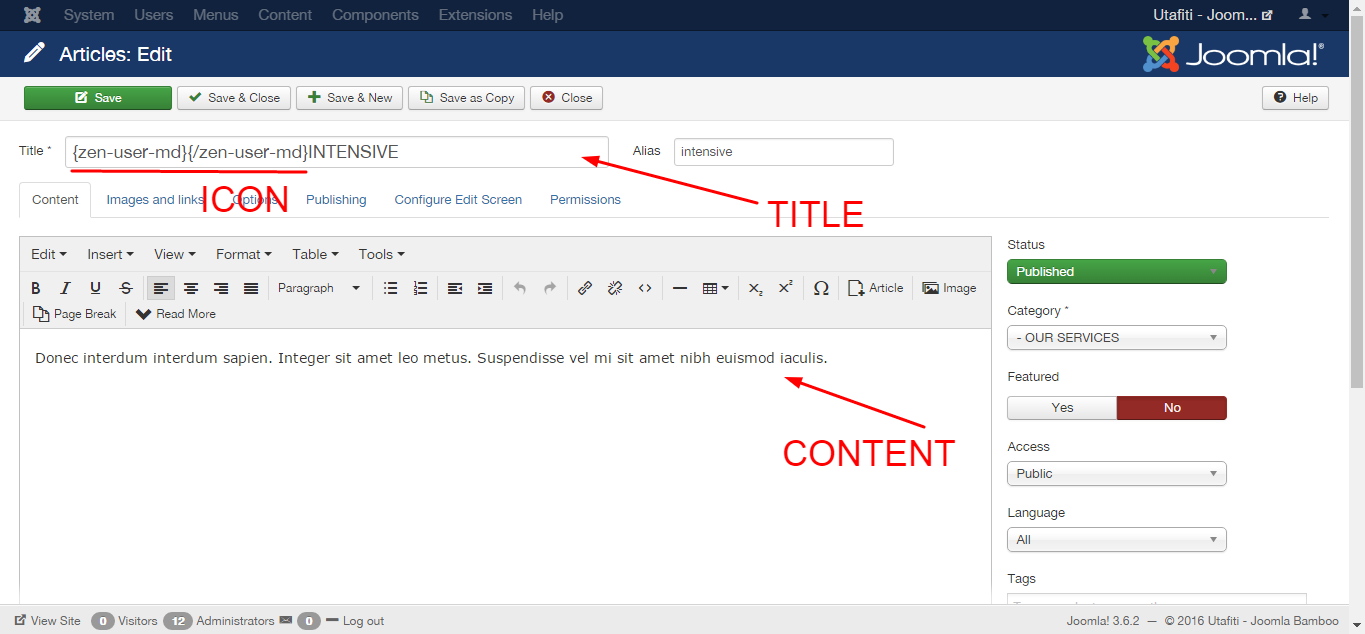 System Users Menus Content Components Extensions Help Utafiti - Joom...
Articles: Edit Joomla!®
Save Save & Close Save & New Save as Copy Close Help
Title * {zen-user-md}{/zen-user-md}INTENSIVE Alias intensive
Content Images and links Options Publishing Configure Edit Screen Permissions
ICON
TITLE
Edit Insert View Format Table Tools
B I U S Paragraph x₂ x² Ω Article Image
Page Break Read More
Donec interdum interdum sapien. Integer sit amet leo metus. Suspendisse vel mi sit amet nibh euismod iaculis.
CONTENT
Status
Published
Category *
- OUR SERVICES
Featured
Yes No
Access
Public
Language
All
Tags
View Site 0 Visitors 12 Administrators 0 Log out Joomla! 3.6.2 — © 2016 Utafiti - Joomla Bamboo